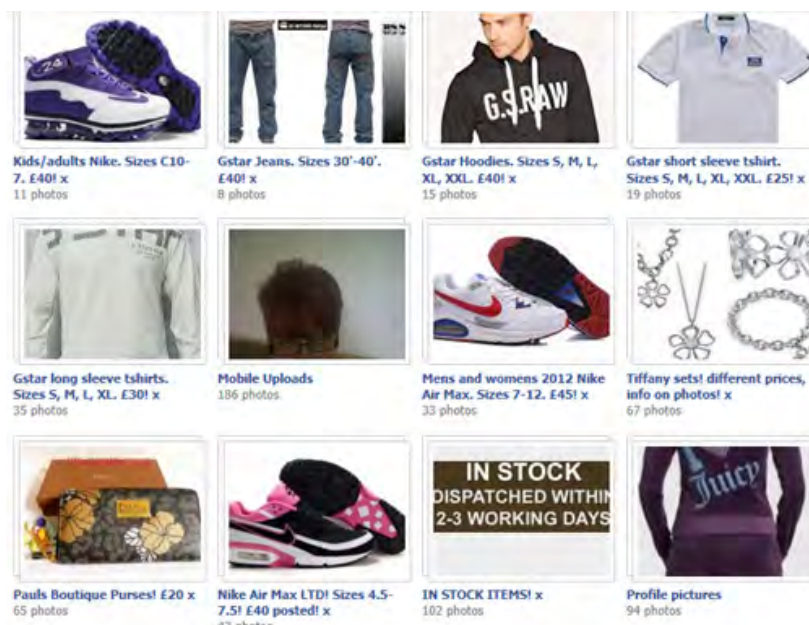 24
G.S.RAW
Kids/adults Nike. Sizes C10-
7. £40! x
11 photos
Gstar Jeans. Sizes 30'-40'.
£40! x
8 photos
Gstar Hoodies. Sizes S, M, L,
XL, XXL. £40! x
15 photos
Gstar short sleeve tshirt.
Sizes S, M, L, XL, XXL. £25! x
19 photos
Gstar long sleeve tshirts.
Sizes S, M, L, XL. £30! x
35 photos
Mobile Uploads
186 photos
Mens and womens 2012 Nike
Air Max. Sizes 7-12. £45! x
33 photos
Tiffany sets! different prices,
info on photos! x
67 photos
IN STOCK
DISPATCHED WITHIN
2-3 WORKING DAYS
Juicy
Pauls Boutique Purses! £20 x
65 photos
Nike Air Max LTD! Sizes 4.5-
7.5! £40 posted! x
photos
IN STOCK ITEMS! x
102 photos
Profile pictures
94 photos